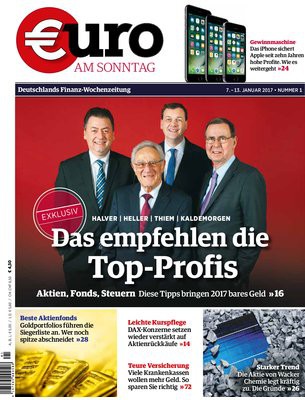 €uro
AM SONNTAG
Gewinnmaschine
Das iPhone sichert
Apple seit zehn Jahren
hohe Profite. Wie es
weitergeht »24
Deutschlands Finanz-Wochenzeitung
7. - 13. JANUAR 2017 • NUMMER 1
EXKLUSIV
HALVER | HELLER | THIEM | KALDEMORGEN
Das empfehlen die
Top-Profis
Aktien, Fonds, Steuern Diese Tipps bringen 2017 bares Geld »16
Beste Aktienfonds
Goldportfolios führen die
Siegerliste an. Wer noch
spitze abschneidet »28
Leichte Kurspflege
DAX-Konzerne setzen
wieder verstärkt auf
Aktienrückkäufe »14
Teure Versicherung
Viele Krankenkassen
wollen mehr Geld. So
sparen Sie richtig »72
Starker Trend
Die Aktie von Wacker
Chemie legt kräftig
zu. Die Gründe »26